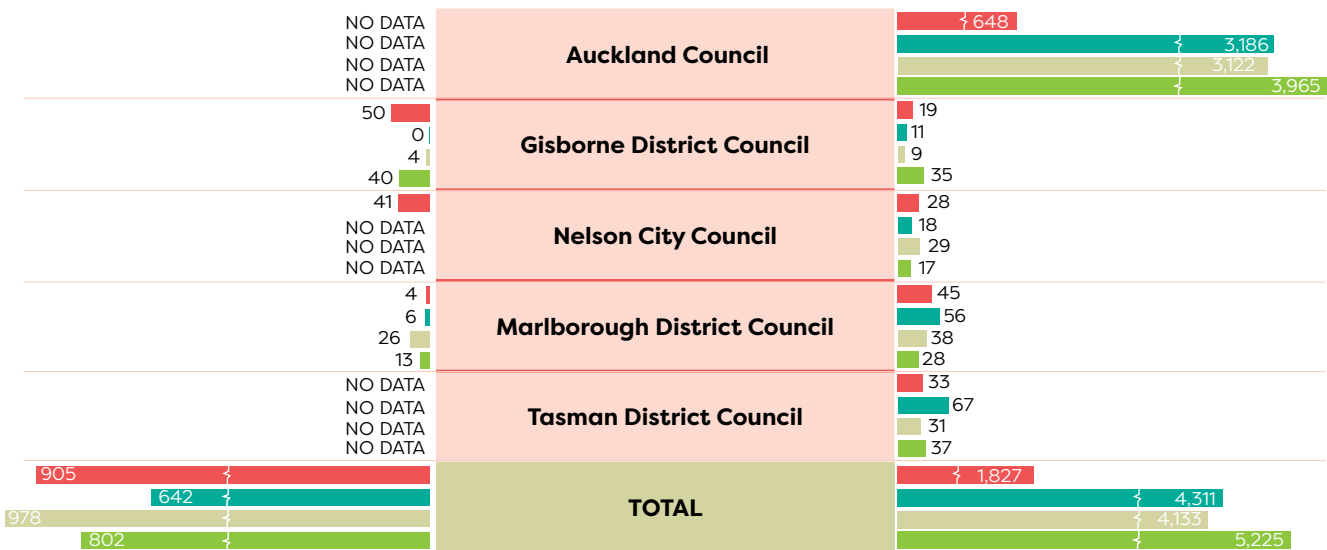 NO DATA
NO DATA
NO DATA
NO DATA
Auckland Council
648
3,186
3,122
3,965
50
0
4
40
Gisborne District Council
19
11
9
35
41
NO DATA
NO DATA
NO DATA
Nelson City Council
28
18
29
17
4
6
26
13
Marlborough District Council
45
56
38
28
NO DATA
NO DATA
NO DATA
NO DATA
Tasman District Council
33
67
31
37
905
642
978
802
TOTAL
1,827
4,311
4,133
5,225